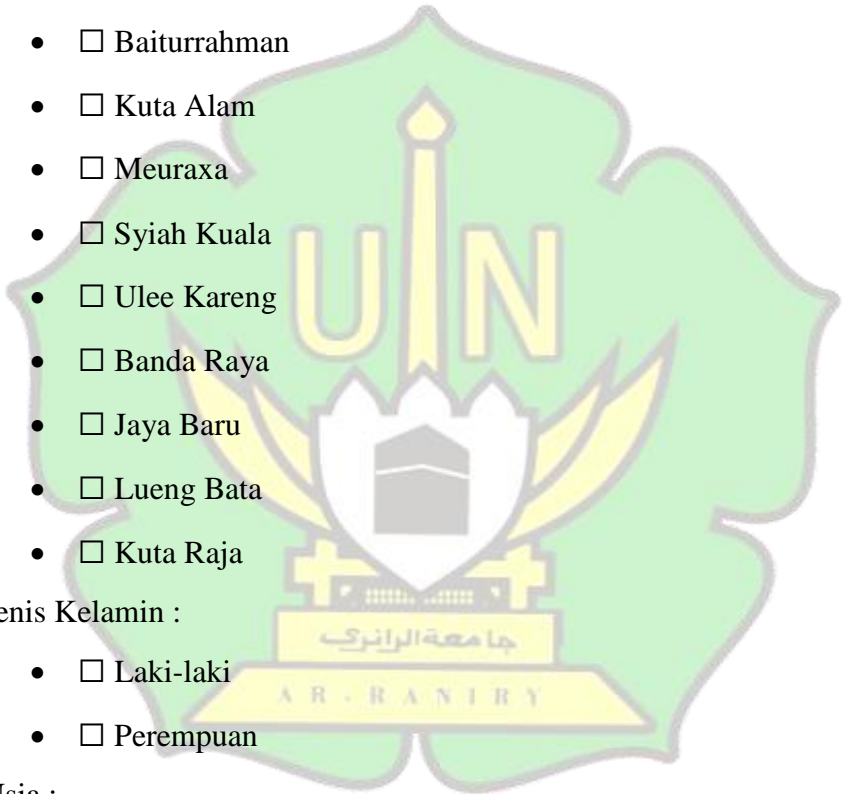 • ☐ Baiturrahman
• ☐ Kuta Alam
• ☐ Meuraxa
• ☐ Syiah Kuala
• ☐ Ulee Kareng
• ☐ Banda Raya
• ☐ Jaya Baru
• ☐ Lueng Bata
• ☐ Kuta Raja
enis Kelamin :
• ☐ Laki-laki
• ☐ Perempuan
UIN
جامعة الرانري
AR-RANIRY